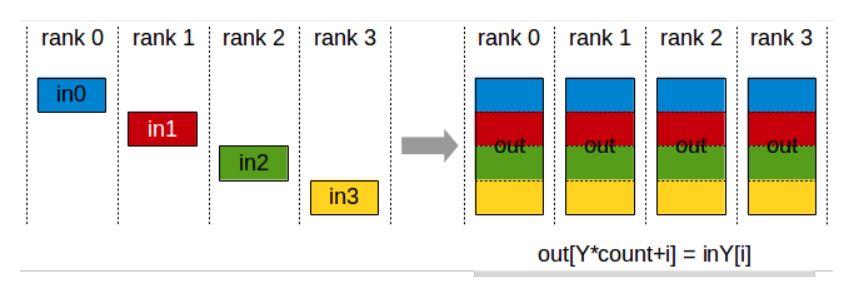 rank 0 rank 1 rank 2 rank 3 rank 0 rank 1 rank 2 rank 3
in0
in1
in2
in3
out out out out
out[Y*count+i] = inY[i]